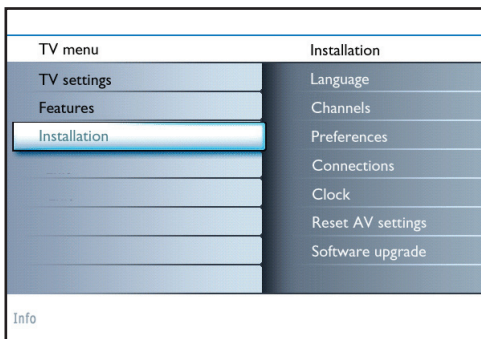 TV menu
TV settings
Features
Installation
Installation
Language
Channels
Preferences
Connections
Clock
Reset AV settings
Software upgrade
Info